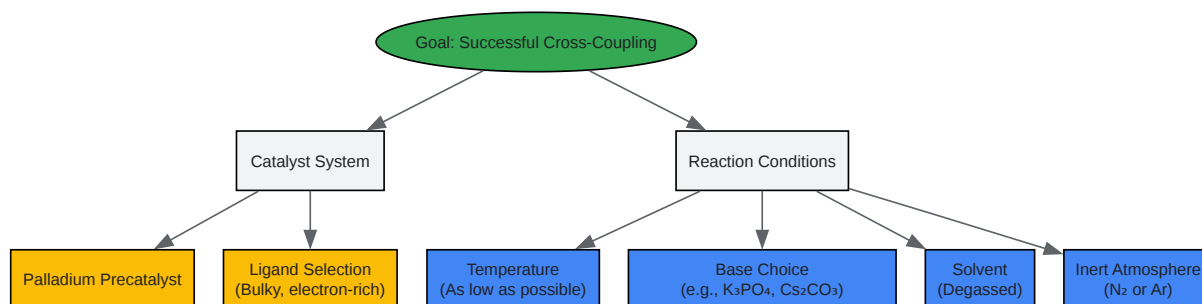 Goal: Successful Cross-Coupling
Catalyst System
Reaction Conditions
Palladium Precatalyst
Ligand Selection
(Bulky, electron-rich)
Temperature
(As low as possible)
Base Choice
(e.g., K₃PO₄, Cs₂CO₃)
Solvent
(Degassed)
Inert Atmosphere
(N₂ or Ar)